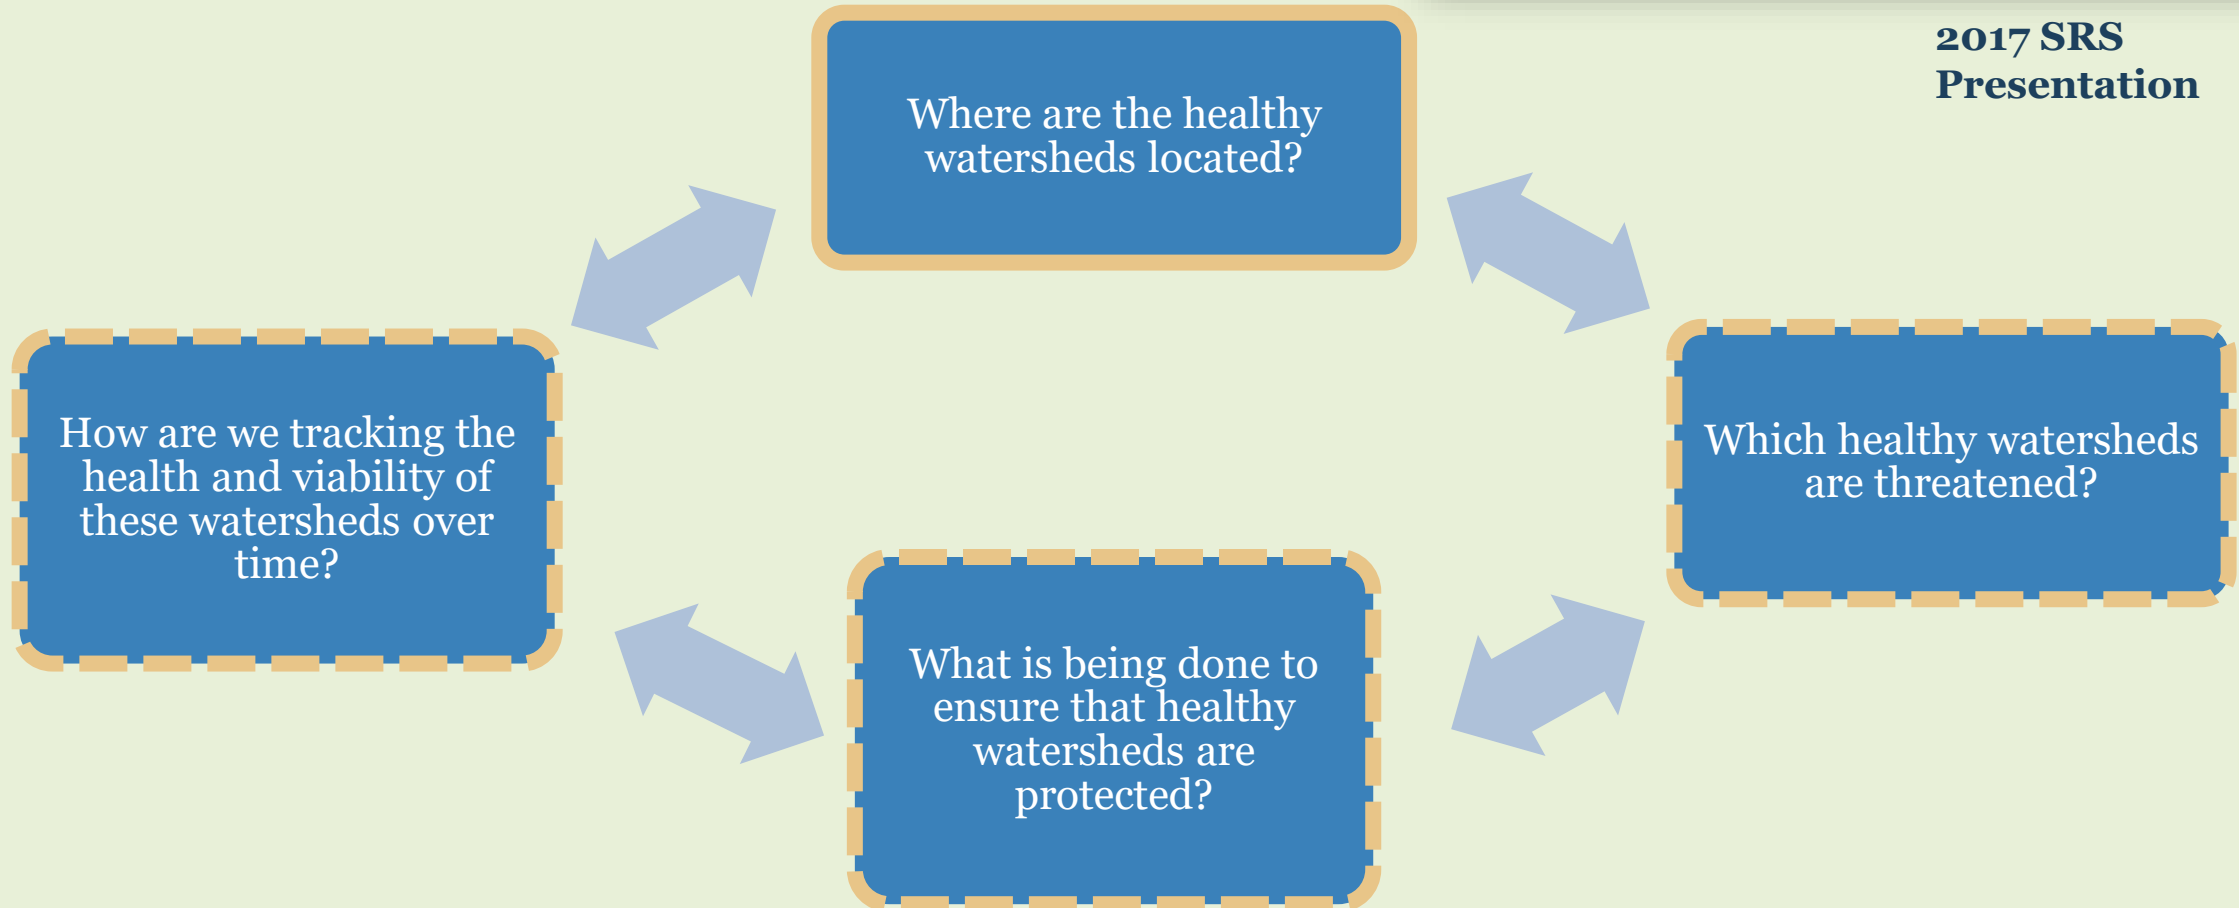 2017 SRS
Presentation
Where are the healthy
watersheds located?
Which healthy watersheds
are threatened?
What is being done to
ensure that healthy
watersheds are
protected?
How are we tracking the
health and viability of
these watersheds over
time?